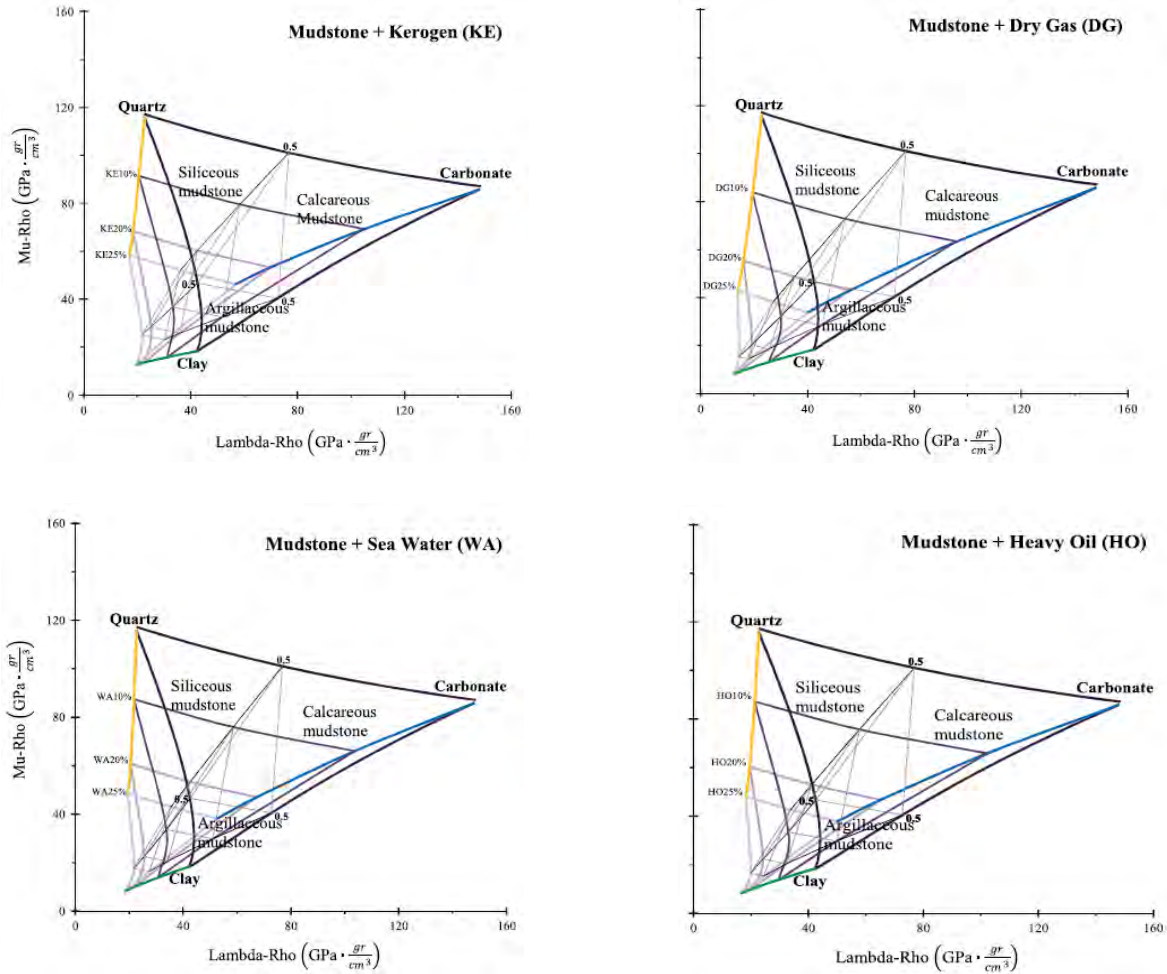 Mudstone + Kerogen (KE)
160
120
80
40
0
Mu-Rho (GPa · gr/cm³)
Quartz
0.5
Carbonate
KE10%
Siliceous
mudstone
Calcareous
Mudstone
KE20%
KE25%
0.5
0.5
Argillaceous
mudstone
Clay
0 40 80 120 160
Lambda-Rho (GPa · gr/cm³)
Mudstone + Dry Gas (DG)
Quartz
0.5
Carbonate
DG10%
Siliceous
mudstone
Calcareous
mudstone
DG20%
DG25%
0.5
0.5
Argillaceous
mudstone
Clay
0 40 80 120 160
Lambda-Rho (GPa · gr/cm³)
Mudstone + Sea Water (WA)
160
120
80
40
0
Mu-Rho (GPa · gr/cm³)
Quartz
0.5
Carbonate
WA10%
Siliceous
mudstone
Calcareous
mudstone
WA20%
WA25%
0.5
0.5
Argillaceous
mudstone
Clay
0 40 80 120 160
Lambda-Rho (GPa · gr/cm³)
Mudstone + Heavy Oil (HO)
Quartz
0.5
Carbonate
HO10%
Siliceous
mudstone
Calcareous
mudstone
HO20%
HO25%
0.5
0.5
Argillaceous
mudstone
Clay
0 40 80 120 160
Lambda-Rho (GPa · gr/cm³)